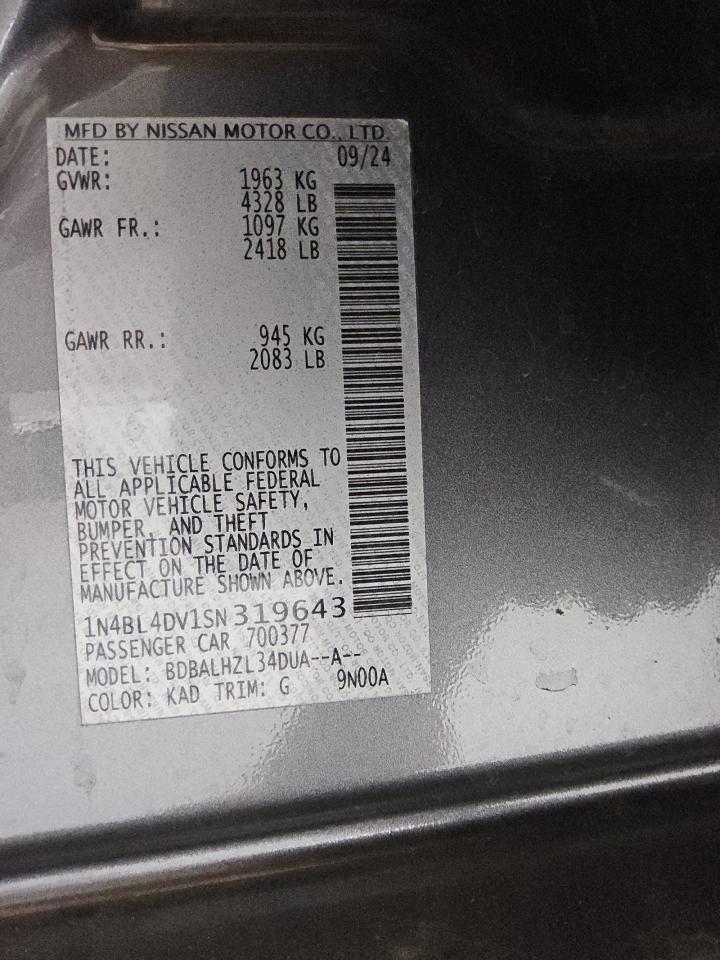 MFD BY NISSAN MOTOR CO., LTD.
DATE: 09/24
GVWR: 1963 KG
4328 LB
GAWR FR.: 1097 KG
2418 LB
GAWR RR.: 945 KG
2083 LB
THIS VEHICLE CONFORMS TO
ALL APPLICABLE FEDERAL
MOTOR VEHICLE SAFETY,
BUMPER, AND THEFT
PREVENTION STANDARDS IN
EFFECT ON THE DATE OF
MANUFACTURE SHOWN ABOVE.
1N4BL4DV1SN319643
PASSENGER CAR 700377
MODEL: BDBALHZL34DUA--A--
COLOR: KAD TRIM: G 9N00A